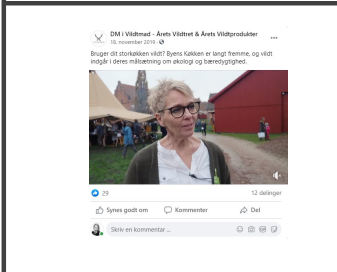 DM i Vildtmad - Årets Vildtret & Årets Vildtprodukter
16. november 2019
Bruger dit storkøkken vildt? Byens Køkken er langt fremme, og vildt
indgår i deres målsætning om økologi og bæredygtighed.
29
12 delinger
Synes godt om Kommenter Del
Skriv en kommentar ...